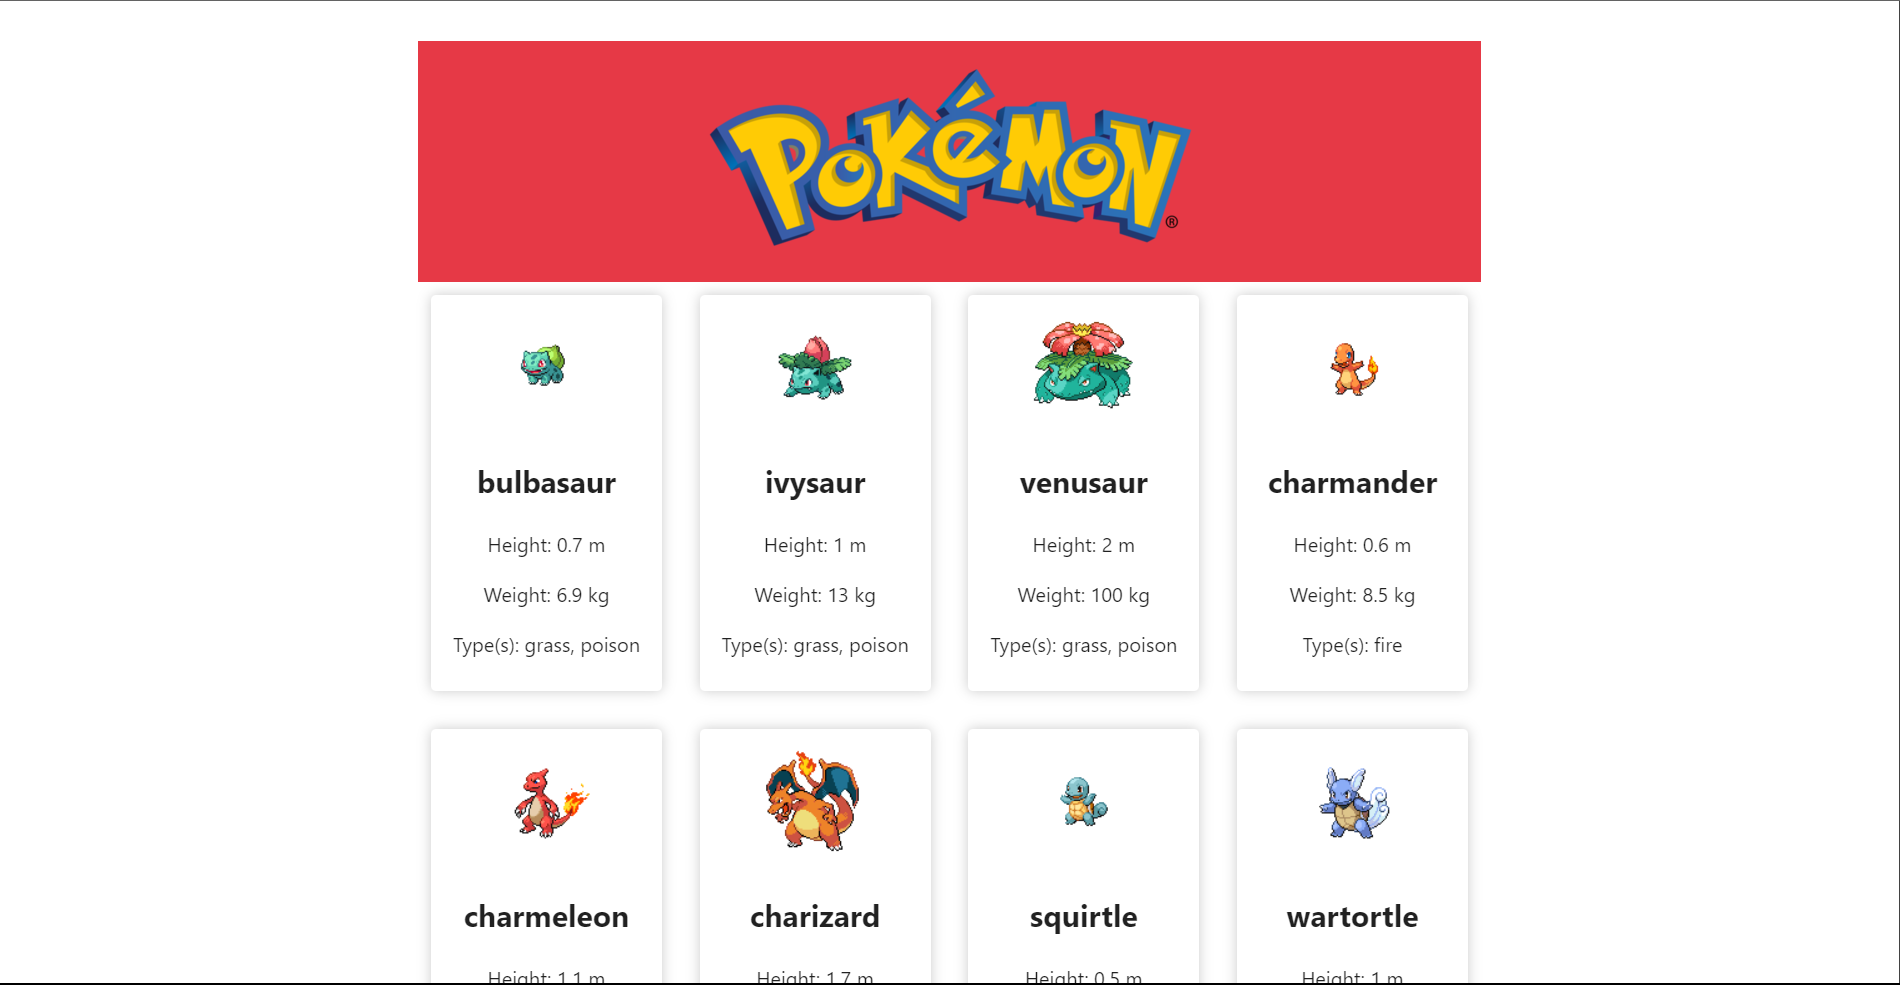 POKéMON®
bulbasaur
Height: 0.7 m
Weight: 6.9 kg
Type(s): grass, poison
ivysaur
Height: 1 m
Weight: 13 kg
Type(s): grass, poison
venusaur
Height: 2 m
Weight: 100 kg
Type(s): grass, poison
charmander
Height: 0.6 m
Weight: 8.5 kg
Type(s): fire
charmeleon
Height: 1.1 m
charizard
Height: 1.7 m
squirtle
Height: 0.5 m
wartortle
Height: 1 m